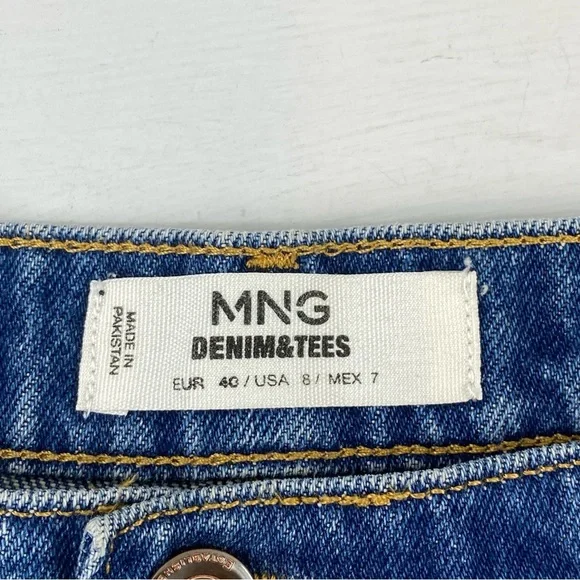 MNG
DENIM&TEES
EUR 40 / USA 8 / MEX 7
MADE IN
PAKISTAN